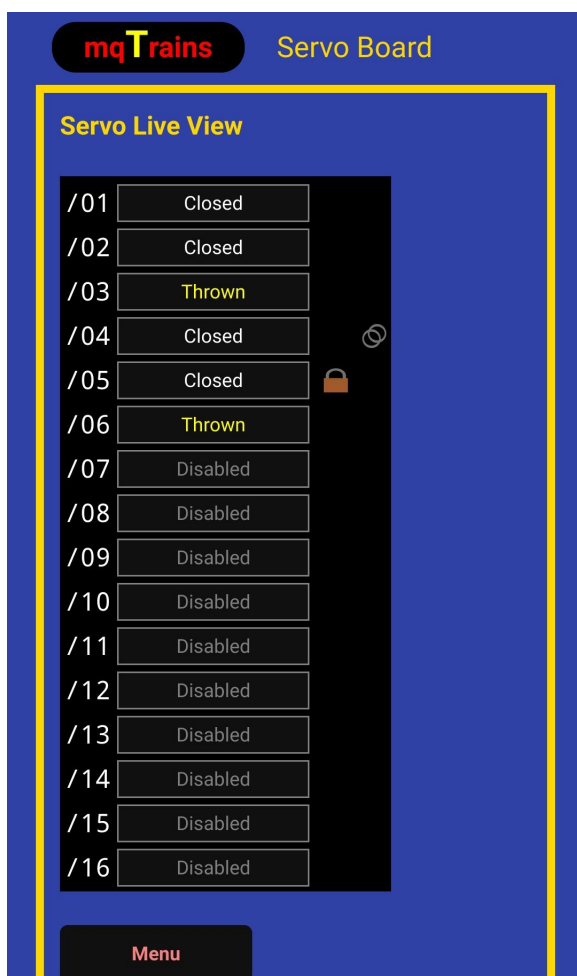 mqTrains Servo Board
Servo Live View
/01 Closed
/02 Closed
/03 Thrown
/04 Closed
/05 Closed
/06 Thrown
/07 Disabled
/08 Disabled
/09 Disabled
/10 Disabled
/11 Disabled
/12 Disabled
/13 Disabled
/14 Disabled
/15 Disabled
/16 Disabled
Menu